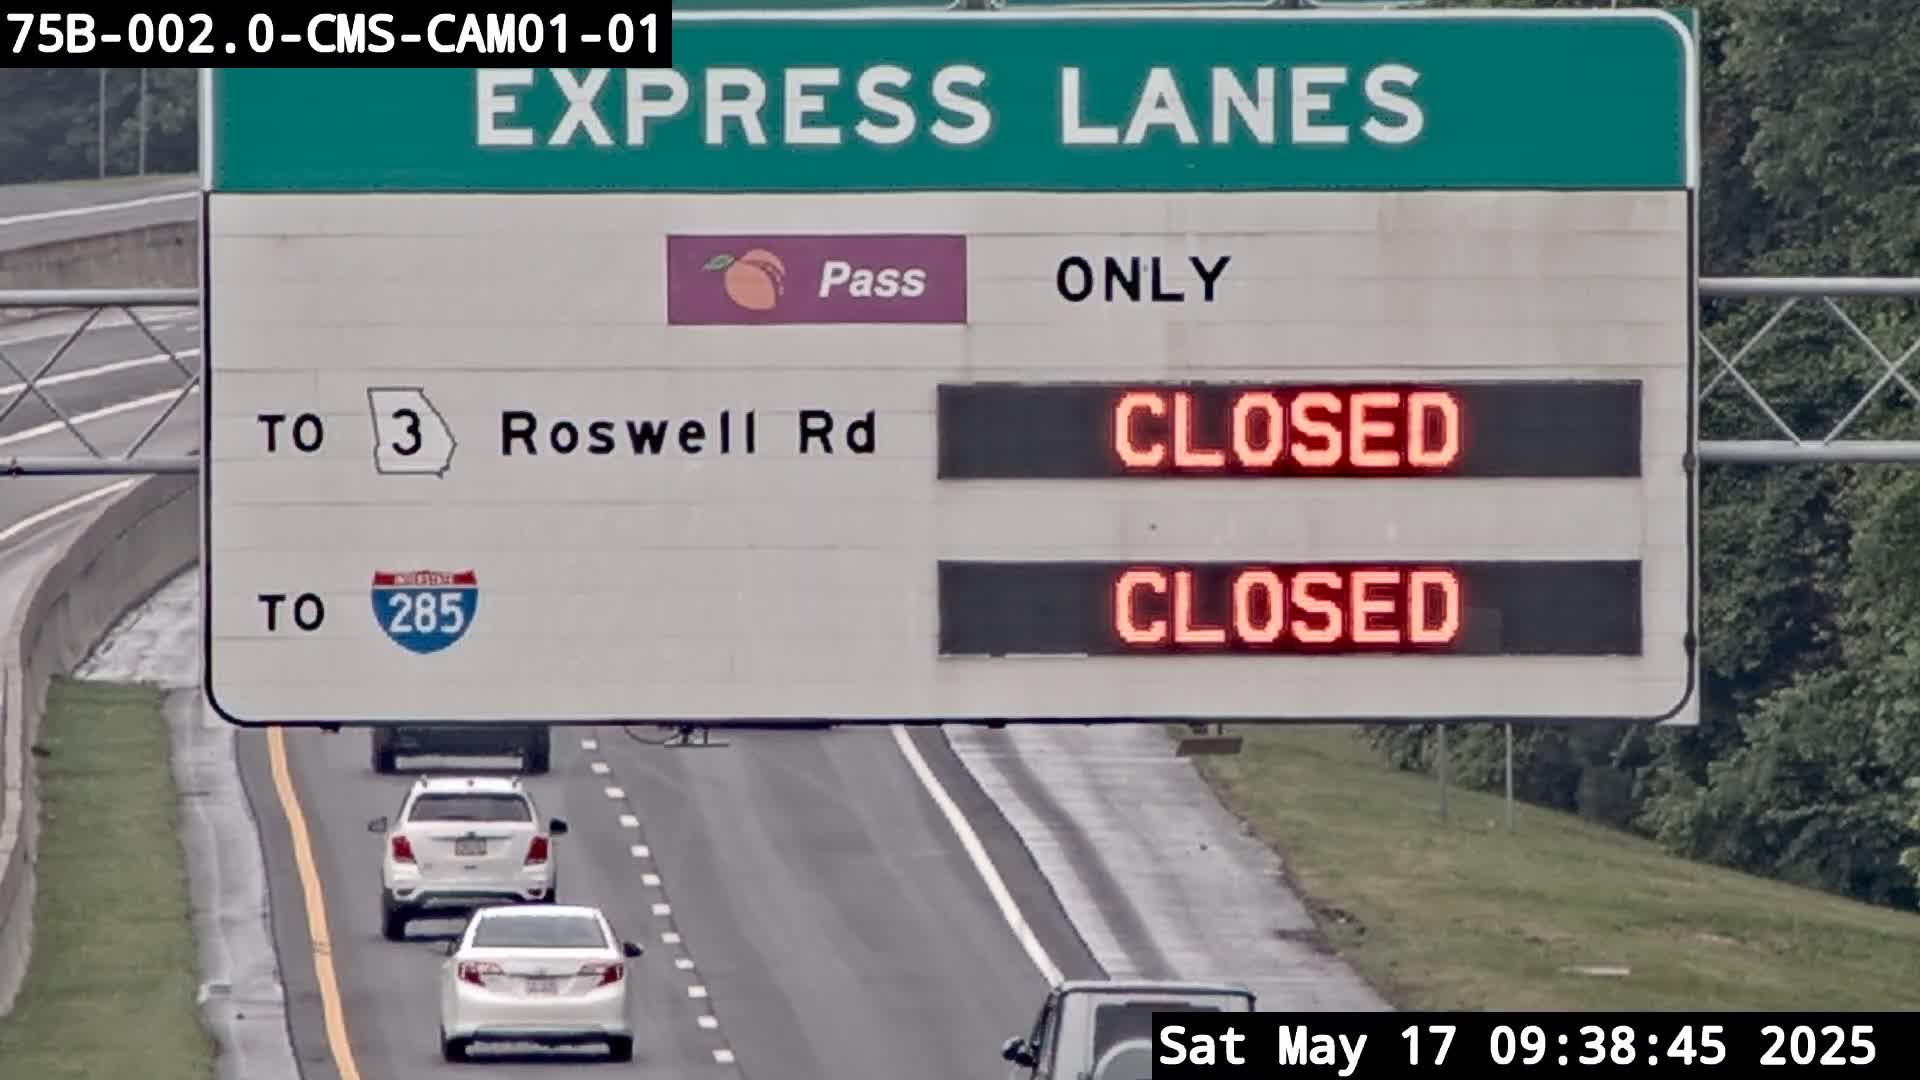 75B-002.0-CMS-CAM01-01
EXPRESS LANES
Pass ONLY
TO 3 Roswell Rd CLOSED
INTERSTATE
TO 285 CLOSED
Sat May 17 09:38:45 2025